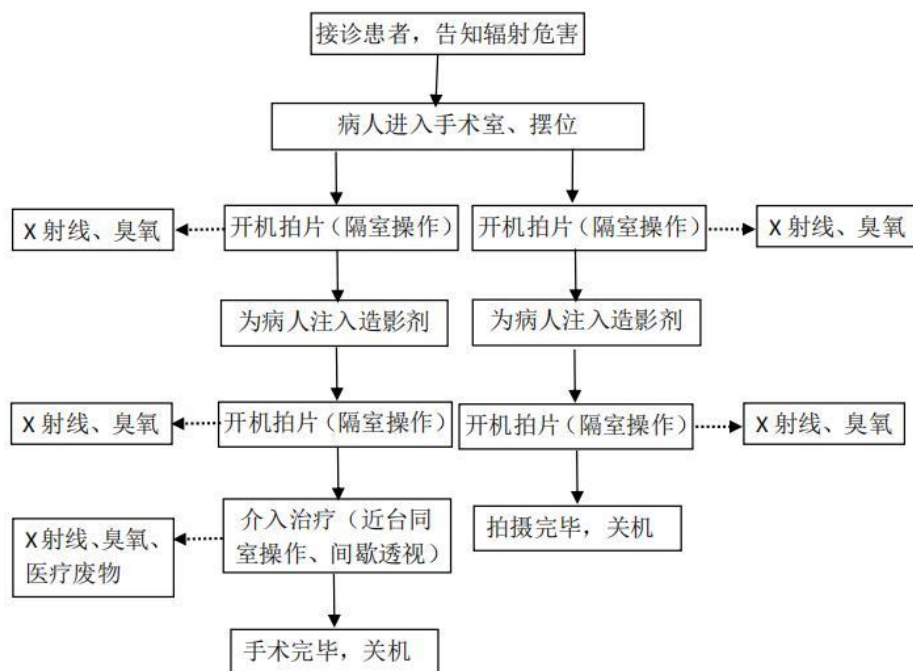 接诊患者，告知辐射危害
病人进入手术室、摆位
X 射线、臭氧
开机拍片（隔室操作）
开机拍片（隔室操作）
X 射线、臭氧
为病人注入造影剂
为病人注入造影剂
X 射线、臭氧
开机拍片（隔室操作）
开机拍片（隔室操作）
X 射线、臭氧
X 射线、臭氧、
医疗废物
介入治疗（近台同
室操作、间歇透视）
拍摄完毕，关机
手术完毕，关机